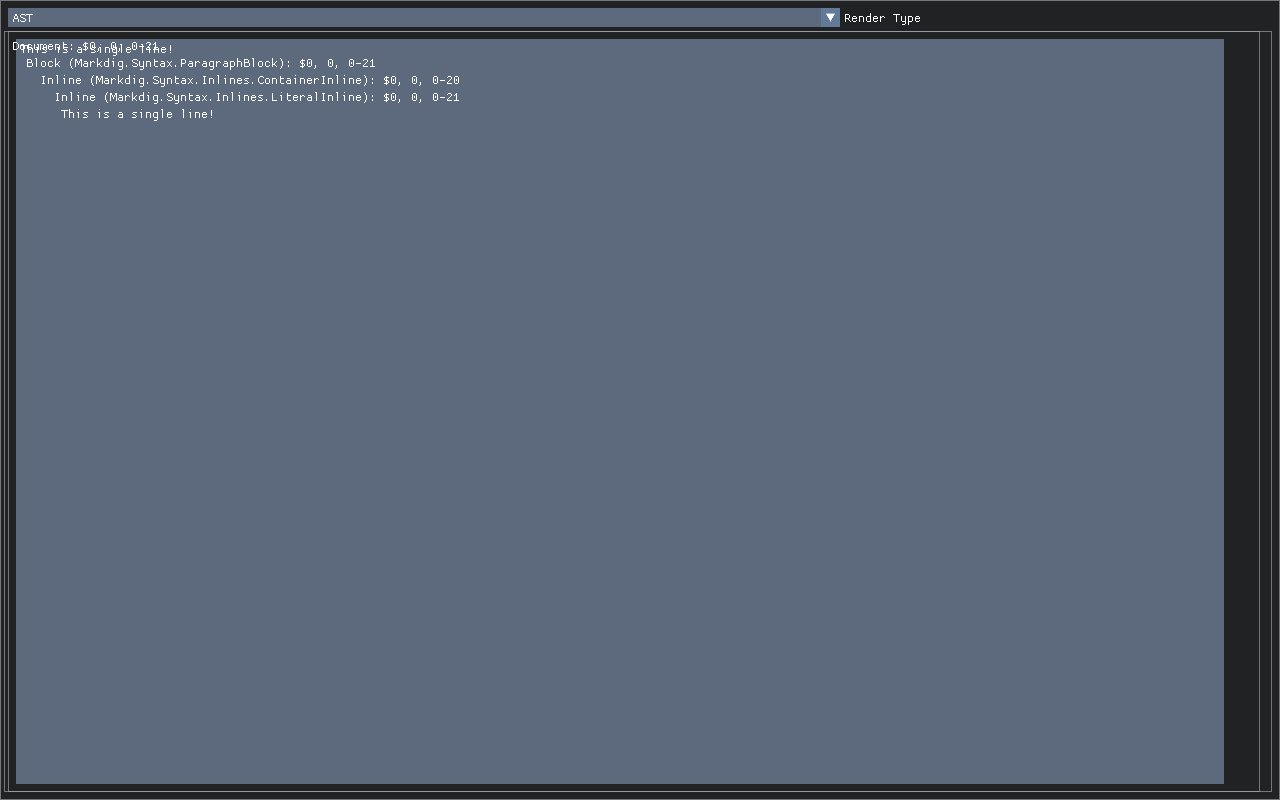 AST
Render Type
Document: $0, 0, 0-21
This is a single line!
Block (Markdig.Syntax.ParagraphBlock): $0, 0, 0-21
Inline (Markdig.Syntax.Inlines.ContainerInline): $0, 0, 0-20
Inline (Markdig.Syntax.Inlines.LiteralInline): $0, 0, 0-21
This is a single line!